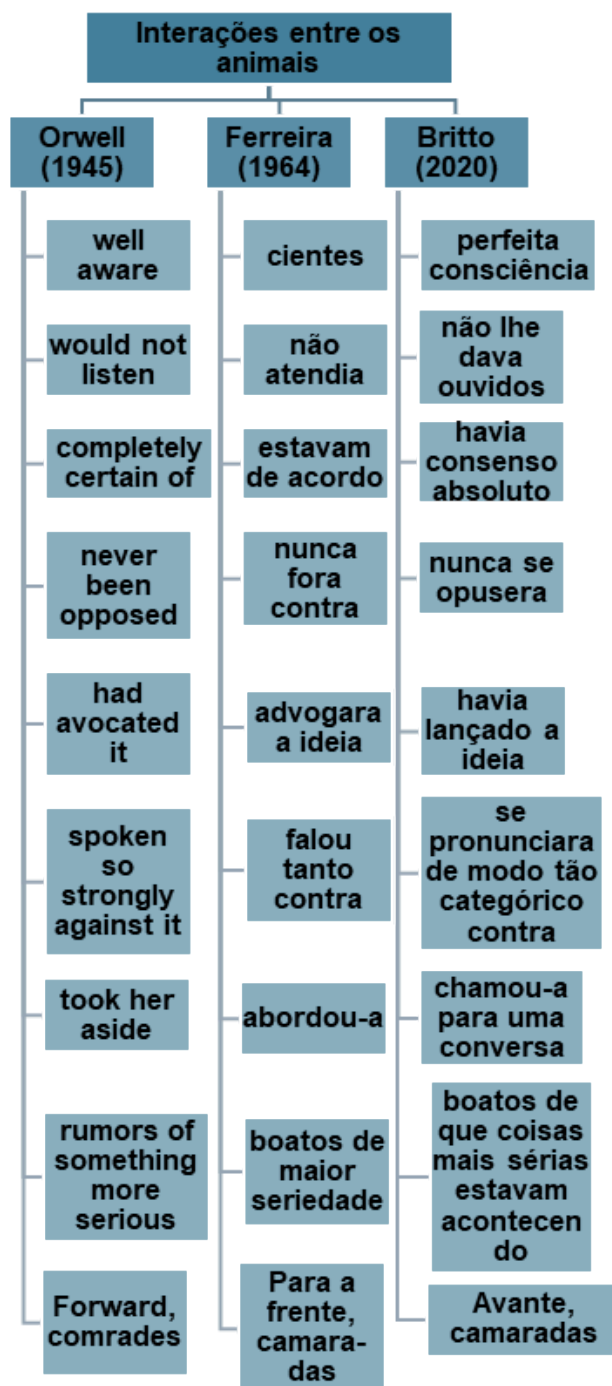 Interações entre os
animais
Orwell
(1945)
well
aware
would not
listen
completely
certain of
never
been
opposed
had
avocated
it
spoken
so
strongly
against it
took her
aside
rumors of
something
more
serious
Forward,
comrades
Ferreira
(1964)
cientes
não
atendia
estavam
de acordo
nunca
fora
contra
advogara
a ideia
falou
tanto
contra
abordou-a
boatos de
maior
seriedade
Para a
frente,
camara-
das
Britto
(2020)
perfeita
consciência
não lhe
dava
ouvidos
havia
consenso
absoluto
nunca se
opusera
havia
lançado a
ideia
se
pronunciara
de modo tão
categórico
contra
chamou-a
para uma
conversa
boatos de
que coisas
mais sérias
estavam
acontecen
do
Avante,
camaradas